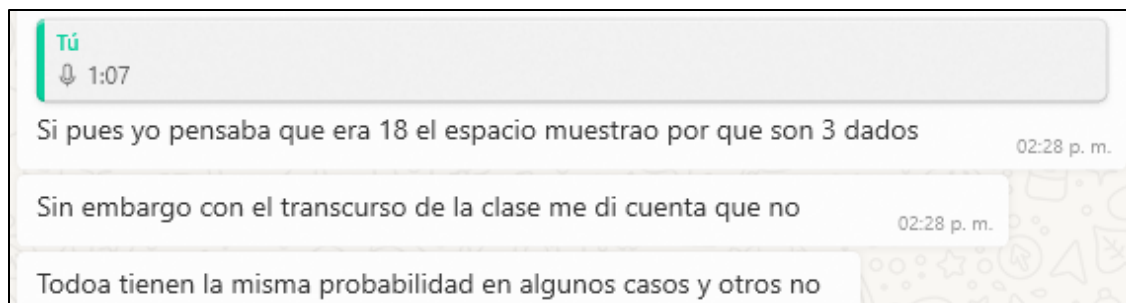 Tú
1:07
Si pues yo pensaba que era 18 el espacio muestrao por que son 3 dados
02:28 p. m.
Sin embargo con el transcurso de la clase me di cuenta que no
02:28 p. m.
Todoa tienen la misma probabilidad en algunos casos y otros no